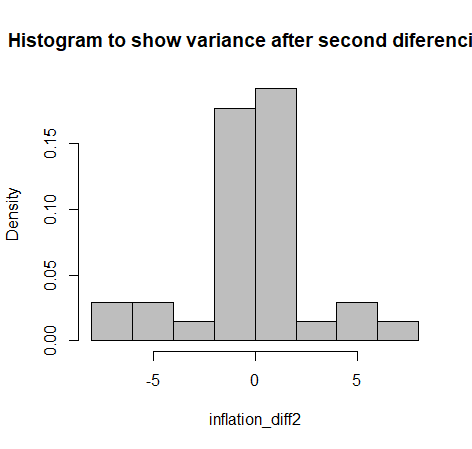 Histogram to show variance after second diferenci
Density
0.15
0.10
0.05
0.00
-5 0 5
inflation_diff2